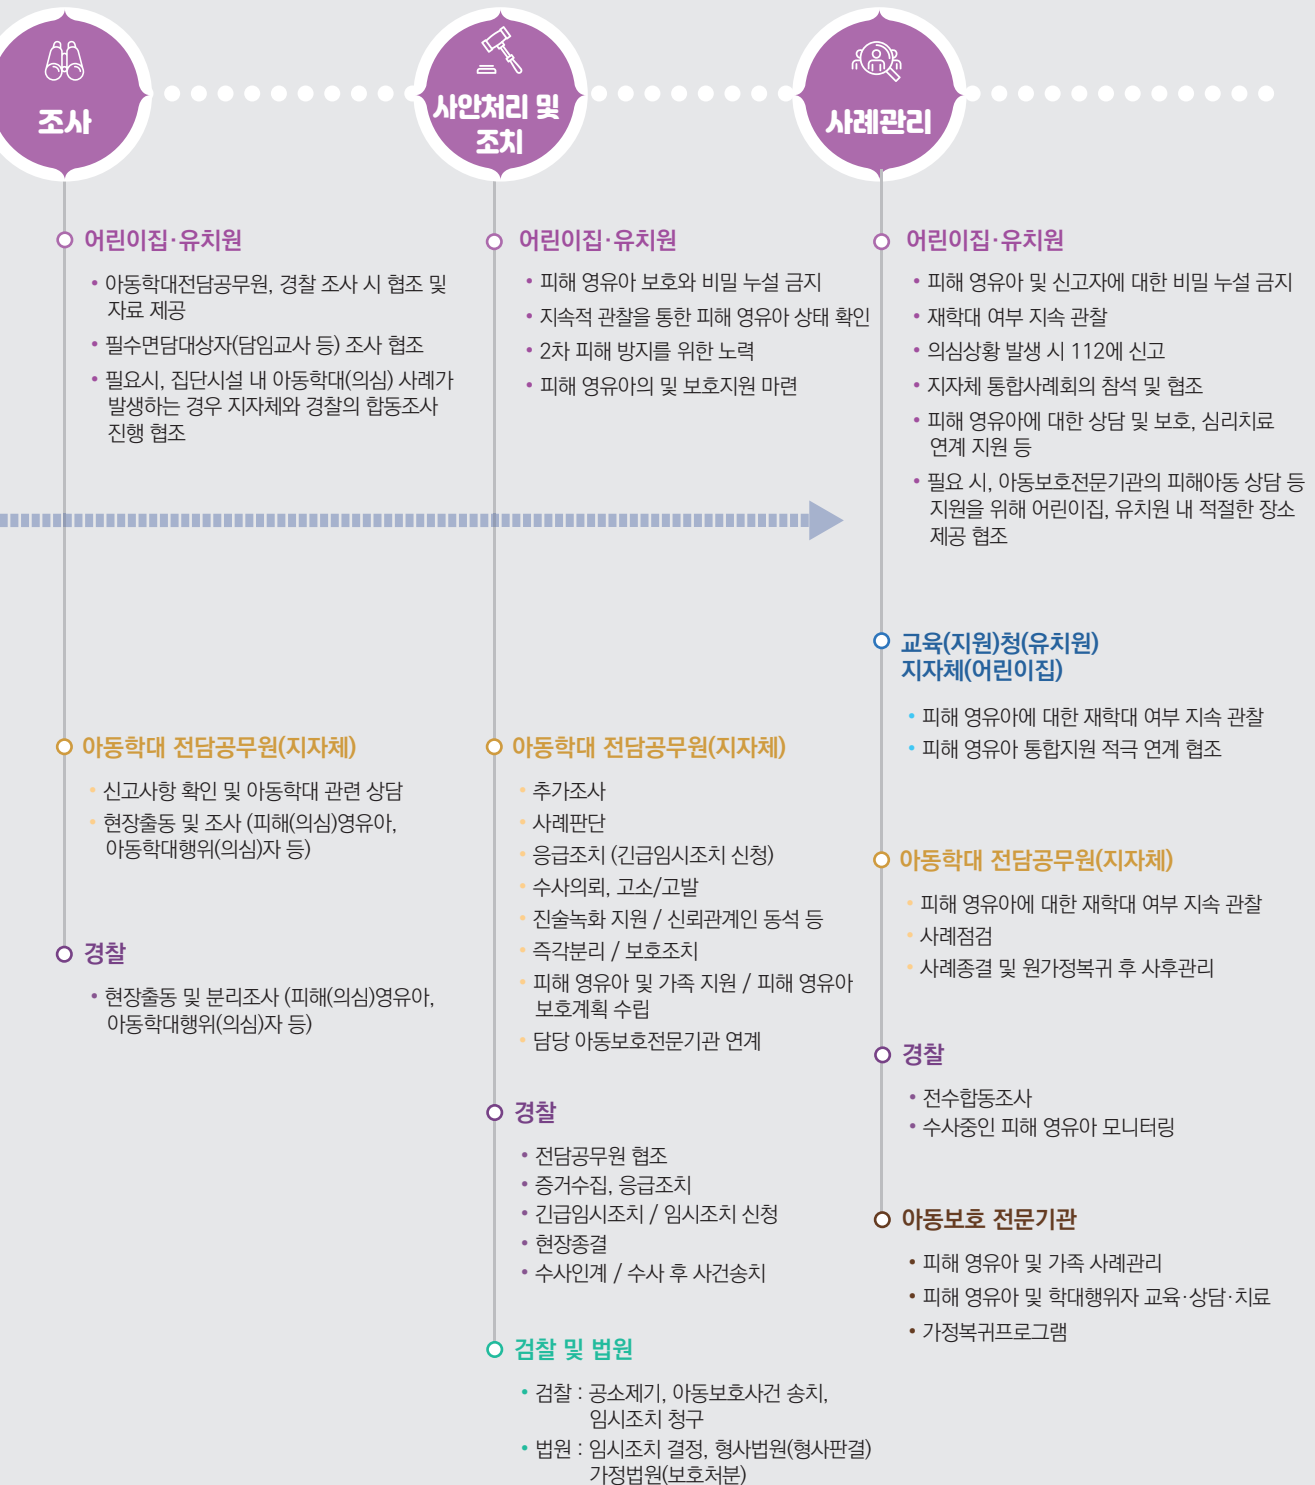 조사
어린이집·유치원
• 아동학대전담공무원, 경찰 조사 시 협조 및
자료 제공
• 필수면담대상자(담임교사 등) 조사 협조
• 필요시, 집단시설 내 아동학대(의심) 사례가
발생하는 경우 지자체와 경찰의 합동조사
진행 협조
아동학대 전담공무원(지자체)
• 신고사항 확인 및 아동학대 관련 상담
• 현장출동 및 조사 (피해(의심)영유아,
아동학대행위(의심)자 등)
경찰
• 현장출동 및 분리조사 (피해(의심)영유아,
아동학대행위(의심)자 등)
사안처리 및
조치
어린이집·유치원
• 피해 영유아 보호와 비밀 누설 금지
• 지속적 관찰을 통한 피해 영유아 상태 확인
• 2차 피해 방지를 위한 노력
• 피해 영유아의 및 보호지원 마련
아동학대 전담공무원(지자체)
• 추가조사
• 사례판단
• 응급조치 (긴급임시조치 신청)
• 수사의뢰, 고소/고발
• 진술녹화 지원 / 신뢰관계인 동석 등
• 즉각분리 / 보호조치
• 피해 영유아 및 가족 지원 / 피해 영유아
보호계획 수립
• 담당 아동보호전문기관 연계
경찰
• 전담공무원 협조
• 증거수집, 응급조치
• 긴급임시조치 / 임시조치 신청
• 현장종결
• 수사인계 / 수사 후 사건송치
검찰 및 법원
• 검찰 : 공소제기, 아동보호사건 송치,
임시조치 청구
• 법원 : 임시조치 결정, 형사법원(형사판결)
가정법원(보호처분)
사례관리
어린이집·유치원
• 피해 영유아 및 신고자에 대한 비밀 누설 금지
• 재학대 여부 지속 관찰
• 의심상황 발생 시 112에 신고
• 지자체 통합사례회의 참석 및 협조
• 피해 영유아에 대한 상담 및 보호, 심리치료
연계 지원 등
• 필요 시, 아동보호전문기관의 피해아동 상담 등
지원을 위해 어린이집, 유치원 내 적절한 장소
제공 협조
교육(지원)청(유치원)
지자체(어린이집)
• 피해 영유아에 대한 재학대 여부 지속 관찰
• 피해 영유아 통합지원 적극 연계 협조
아동학대 전담공무원(지자체)
• 피해 영유아에 대한 재학대 여부 지속 관찰
• 사례점검
• 사례종결 및 원가정복귀 후 사후관리
경찰
• 전수합동조사
• 수사중인 피해 영유아 모니터링
아동보호 전문기관
• 피해 영유아 및 가족 사례관리
• 피해 영유아 및 학대행위자 교육·상담·치료
• 가정복귀프로그램